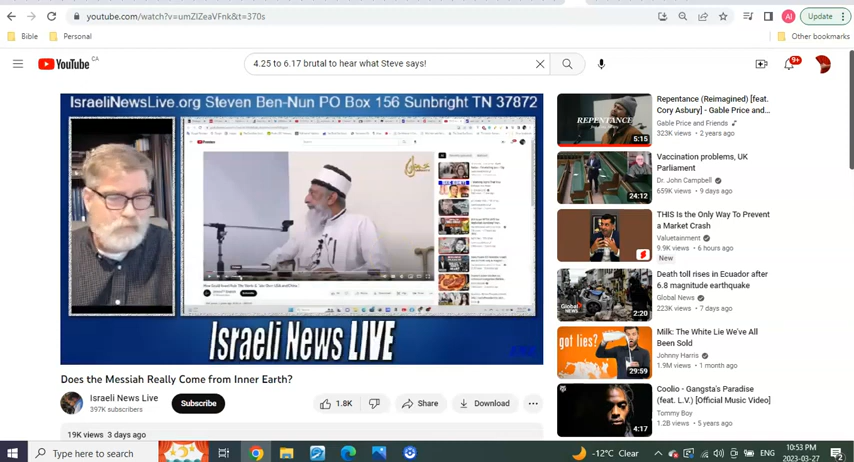 youtube.com/watch?v=umZIZeaVFnk&t=370s
AI
Update
Bible
Personal
Other bookmarks
YouTube CA
4.25 to 6.17 brutal to hear what Steve says!
9+
IsraeliNewsLive.org Steven Ben-Nun PO Box 156 Sunbright TN 37872
Israeli News LIVE
Does the Messiah Really Come from Inner Earth?
Israeli News Live
397K subscribers
Subscribe
1.8K
Share
Download
19K views 3 days ago
REPENTANCE
5:15
Repentance (Reimagined) [feat.
Cory Asbury] - Gable Price and...
Gable Price and Friends
323K views • 2 years ago
24:12
Vaccination problems, UK
Parliament
Dr. John Campbell
659K views • 9 days ago
THIS Is the Only Way To Prevent
a Market Crash
Valuetainment
9.9K views • 6 hours ago
New
Global News
2:20
Death toll rises in Ecuador after
6.8 magnitude earthquake
Global News
223K views • 7 days ago
got lies?
29:59
Milk: The White Lie We've All
Been Sold
Johnny Harris
1.9M views • 1 month ago
4:17
Coolio - Gangsta's Paradise
(feat. L.V.) [Official Music Video]
Tommy Boy
1.2B views • 5 years ago
Type here to search
-12°C Clear
ENG
10:53 PM
2023-03-27
2